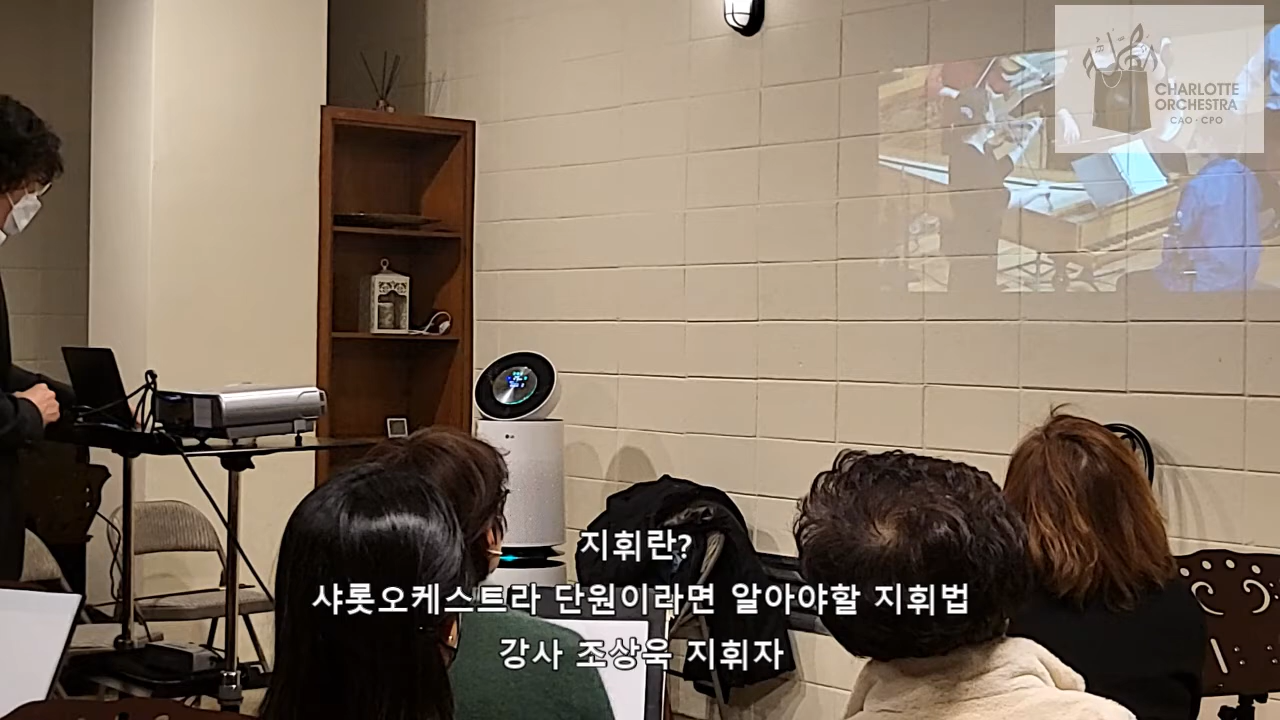 CHARLOTTE
ORCHESTRA
CAO · CPO
LG
지휘란?
샤롯오케스트라 단원이라면 알아야할 지휘법
강사 조상욱 지휘자